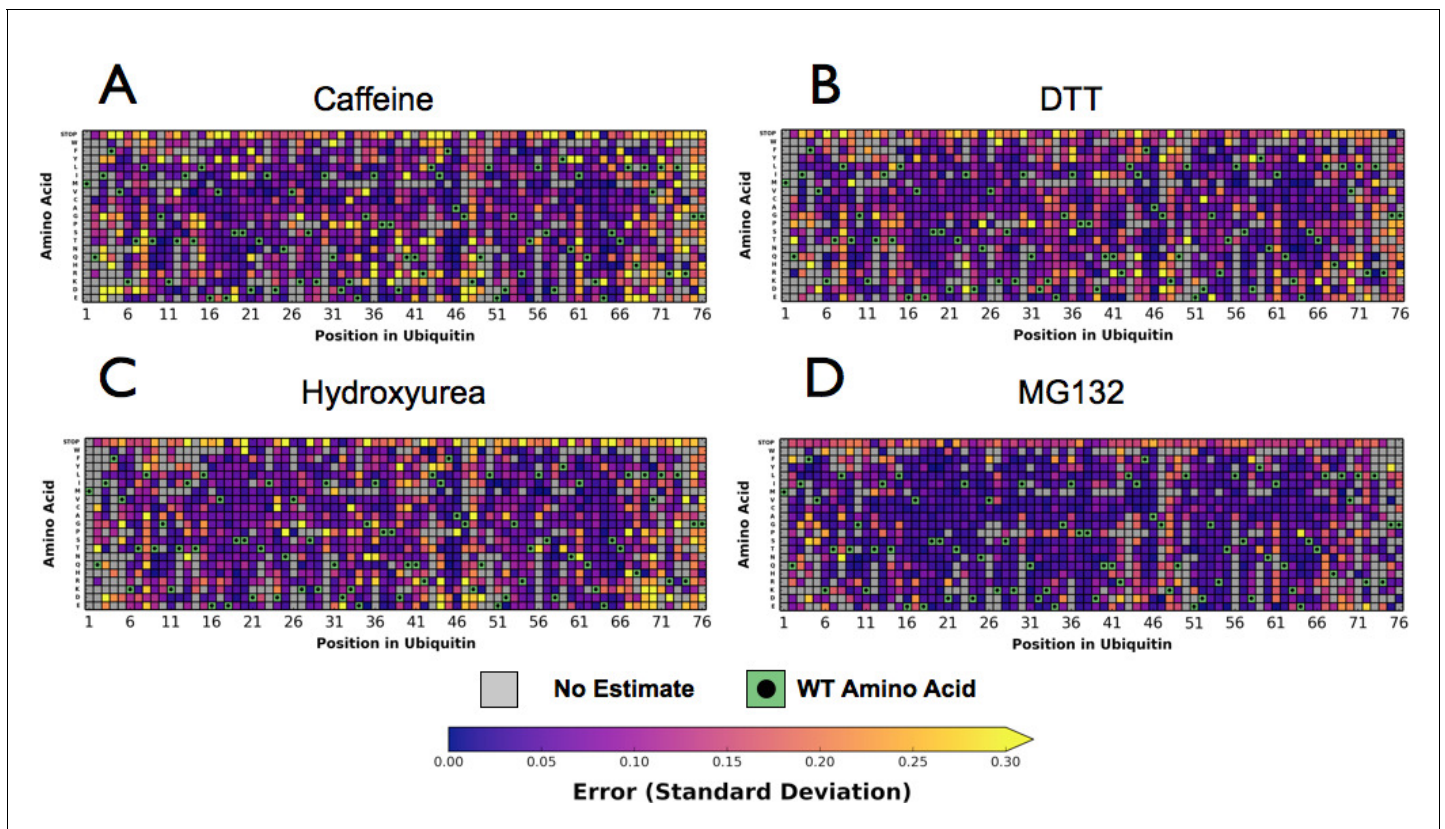 A
Caffeine
B
DTT
STOP
W
F
Y
L
I
M
V
C
A
G
P
S
T
N
Q
H
R
K
D
E
Amino Acid
1 6 11 16 21 26 31 36 41 46 51 56 61 66 71 76
Position in Ubiquitin
STOP
W
F
Y
L
I
M
V
C
A
G
P
S
T
N
Q
H
R
K
D
E
Amino Acid
1 6 11 16 21 26 31 36 41 46 51 56 61 66 71 76
Position in Ubiquitin
C
Hydroxyurea
D
MG132
STOP
W
F
Y
L
I
M
V
C
A
G
P
S
T
N
Q
H
R
K
D
E
Amino Acid
1 6 11 16 21 26 31 36 41 46 51 56 61 66 71 76
Position in Ubiquitin
STOP
W
F
Y
L
I
M
V
C
A
G
P
S
T
N
Q
H
R
K
D
E
Amino Acid
1 6 11 16 21 26 31 36 41 46 51 56 61 66 71 76
Position in Ubiquitin
No Estimate
WT Amino Acid
0.00 0.05 0.10 0.15 0.20 0.25 0.30
Error (Standard Deviation)